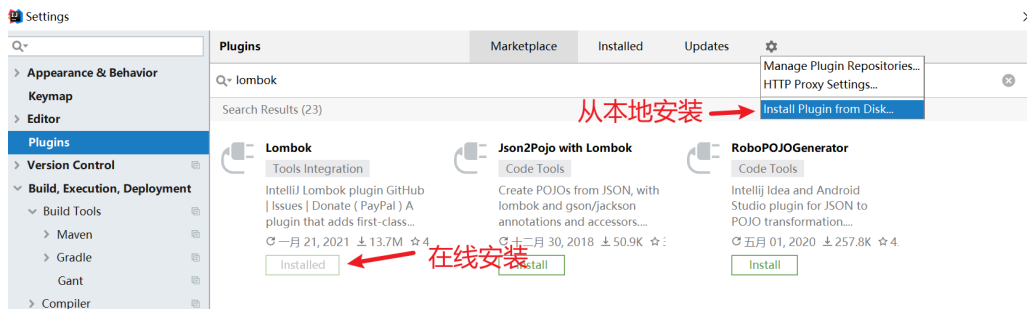 Settings
Plugins
Marketplace
Installed
Updates
Appearance & Behavior
Keymap
Editor
Plugins
Version Control
Build, Execution, Deployment
Build Tools
Maven
Gradle
Gant
Compiler
lombok
Search Results (23)
Manage Plugin Repositories...
HTTP Proxy Settings...
Install Plugin from Disk...
从本地安装
Lombok
Tools Integration
IntelliJ Lombok plugin GitHub
| Issues | Donate ( PayPal ) A
plugin that adds first-class...
一月 21, 2021 13.7M 4
Installed
在线安装
Json2Pojo with Lombok
Code Tools
Create POJOs from JSON, with
lombok and gson/jackson
annotations and accessors....
十二月 30, 2018 50.9K
Install
RoboPOJOGenerator
Code Tools
Intellij Idea and Android
Studio plugin for JSON to
POJO transformation....
五月 01, 2020 257.8K 4.
Install